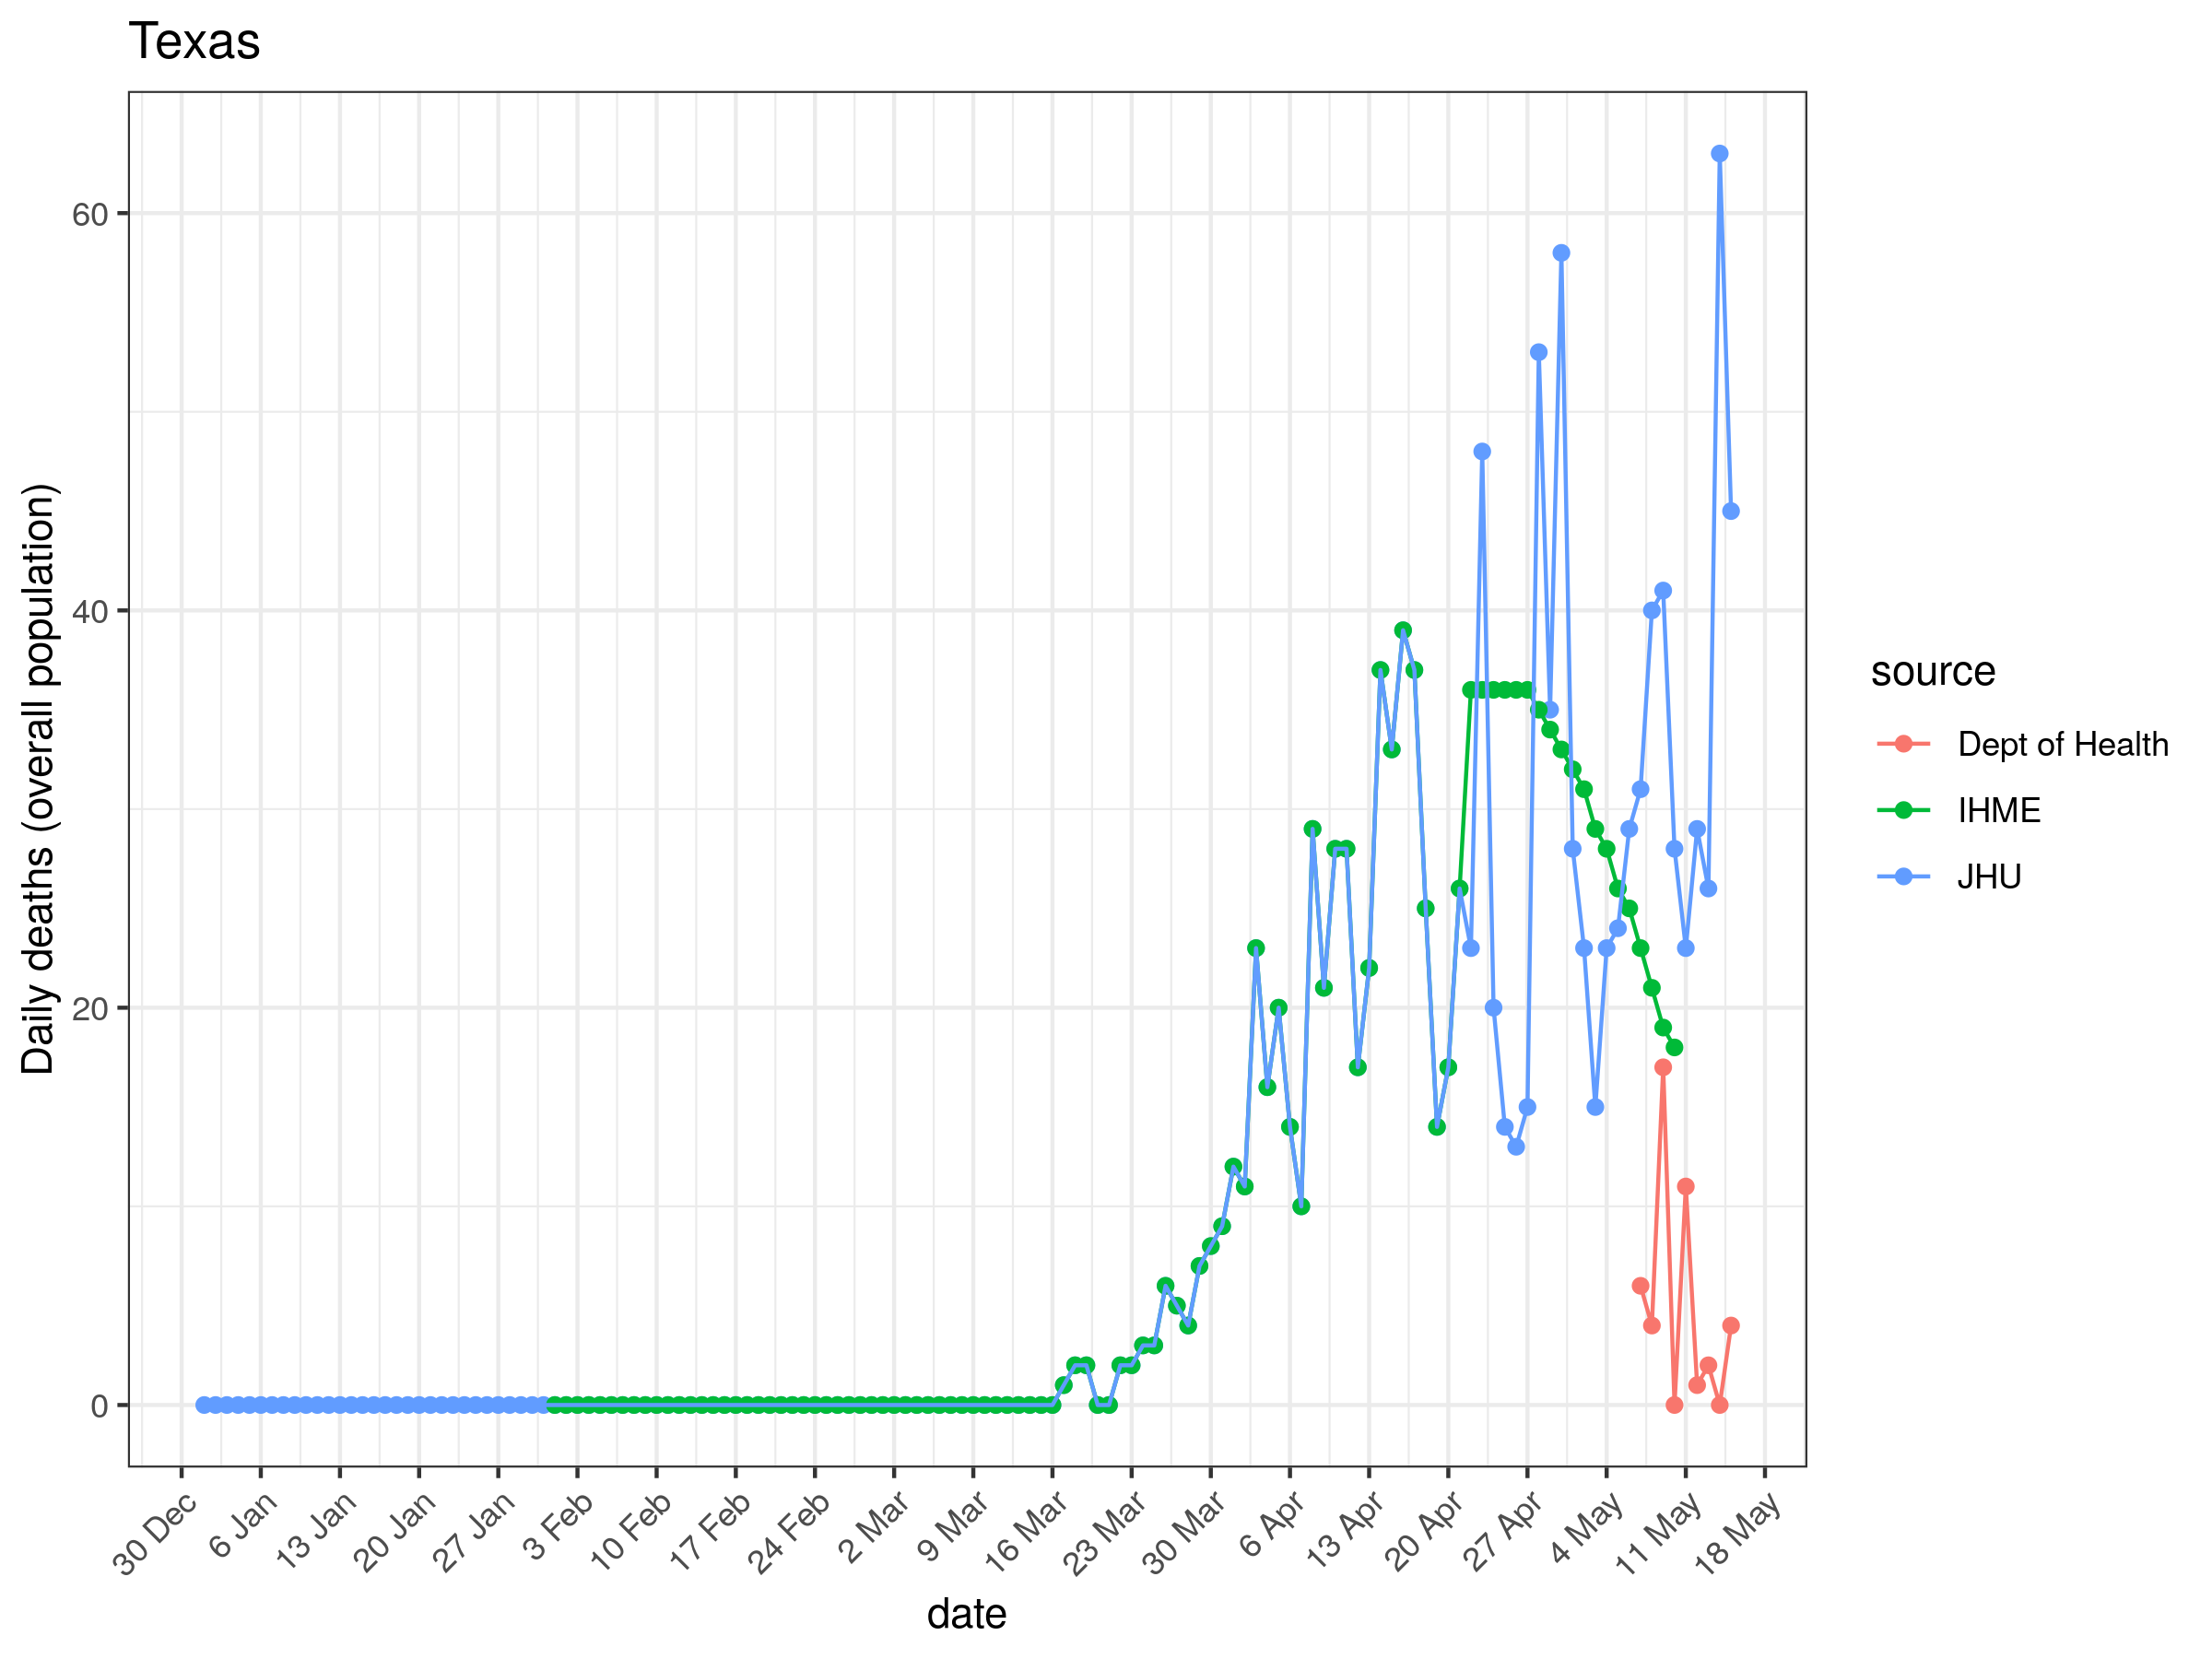 Texas
Daily deaths (overall population)
60
40
20
0
30 Dec
6 Jan
13 Jan
20 Jan
27 Jan
3 Feb
10 Feb
17 Feb
24 Feb
2 Mar
9 Mar
16 Mar
23 Mar
30 Mar
6 Apr
13 Apr
20 Apr
27 Apr
4 May
11 May
18 May
date
source
Dept of Health
IHME
JHU